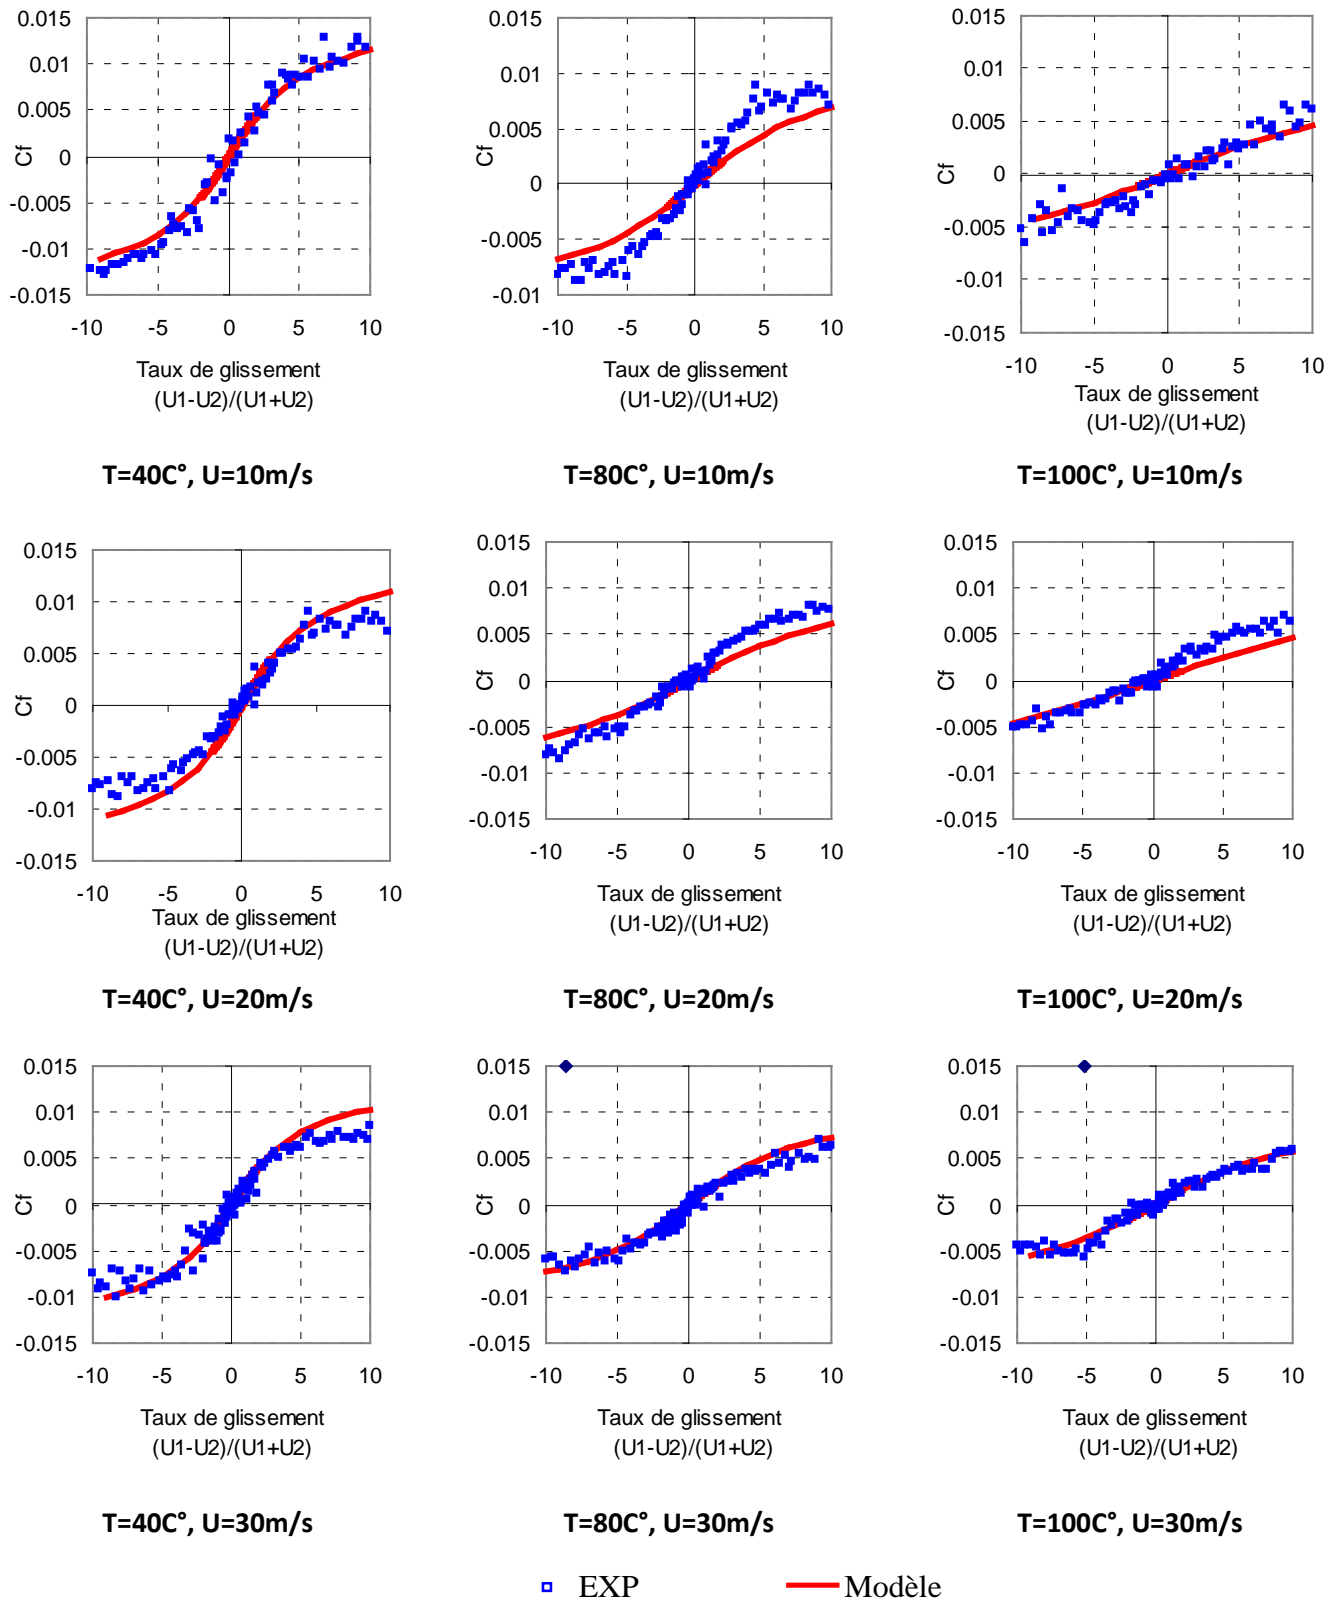 0.015
0.01
0.005
0
-0.005
-0.01
-0.015
Cf
-10 -5 0 5 10
Taux de glissement
(U1-U2)/(U1+U2)
T=40C°, U=10m/s
0.015
0.01
0.005
0
-0.005
-0.01
Cf
-10 -5 0 5 10
Taux de glissement
(U1-U2)/(U1+U2)
T=80C°, U=10m/s
0.015
0.01
0.005
0
-0.005
-0.01
-0.015
Cf
-10 -5 0 5 10
Taux de glissement
(U1-U2)/(U1+U2)
T=100C°, U=10m/s
0.015
0.01
0.005
0
-0.005
-0.01
-0.015
Cf
-10 -5 0 5 10
Taux de glissement
(U1-U2)/(U1+U2)
T=40C°, U=20m/s
0.015
0.01
0.005
0
-0.005
-0.01
-0.015
Cf
-10 -5 0 5 10
Taux de glissement
(U1-U2)/(U1+U2)
T=80C°, U=20m/s
0.015
0.01
0.005
0
-0.005
-0.01
-0.015
Cf
-10 -5 0 5 10
Taux de glissement
(U1-U2)/(U1+U2)
T=100C°, U=20m/s
0.015
0.01
0.005
0
-0.005
-0.01
-0.015
Cf
-10 -5 0 5 10
Taux de glissement
(U1-U2)/(U1+U2)
T=40C°, U=30m/s
0.015
0.01
0.005
0
-0.005
-0.01
-0.015
Cf
-10 -5 0 5 10
Taux de glissement
(U1-U2)/(U1+U2)
T=80C°, U=30m/s
0.015
0.01
0.005
0
-0.005
-0.01
-0.015
Cf
-10 -5 0 5 10
Taux de glissement
(U1-U2)/(U1+U2)
T=100C°, U=30m/s
EXP Modèle